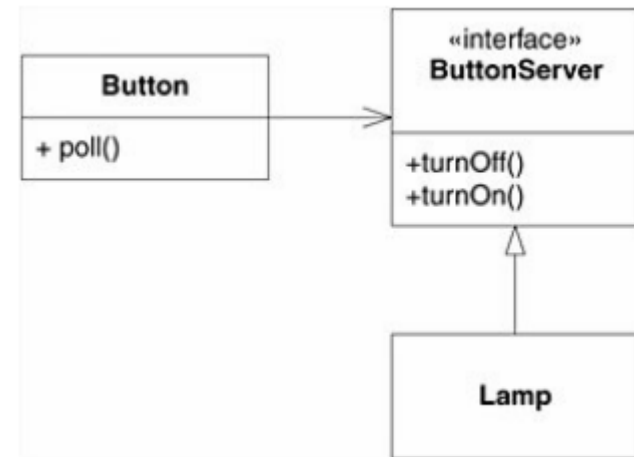 Button
+ poll()
«interface»
ButtonServer
+turnOff()
+turnOn()
Lamp